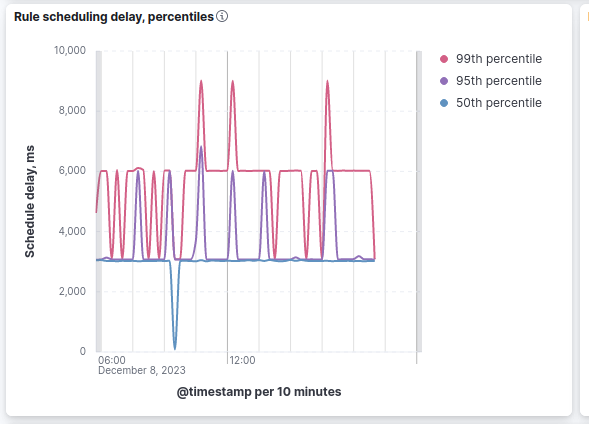 Rule scheduling delay, percentiles
10,000
8,000
6,000
4,000
2,000
0
Schedule delay, ms
06:00
December 8, 2023
12:00
@timestamp per 10 minutes
99th percentile
95th percentile
50th percentile